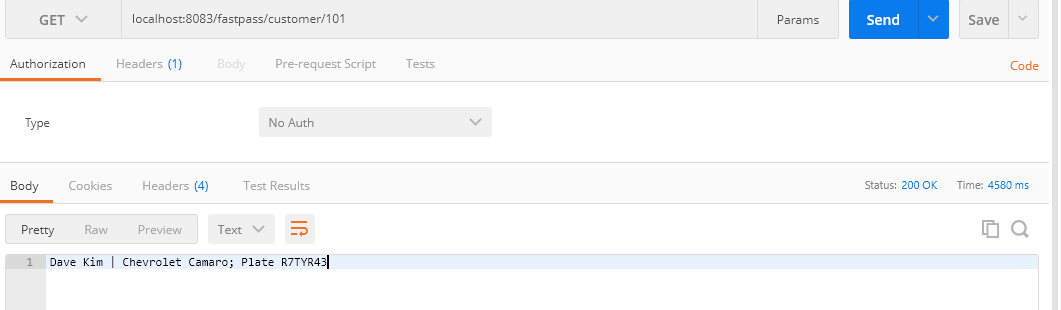 GET localhost:8083/fastpass/customer/101 Params Send Save
Authorization Headers (1) Body Pre-request Script Tests Code
Type No Auth
Body Cookies Headers (4) Test Results Status: 200 OK Time: 4580 ms
Pretty Raw Preview Text
1 Dave Kim | Chevrolet Camaro; Plate R7TYR43